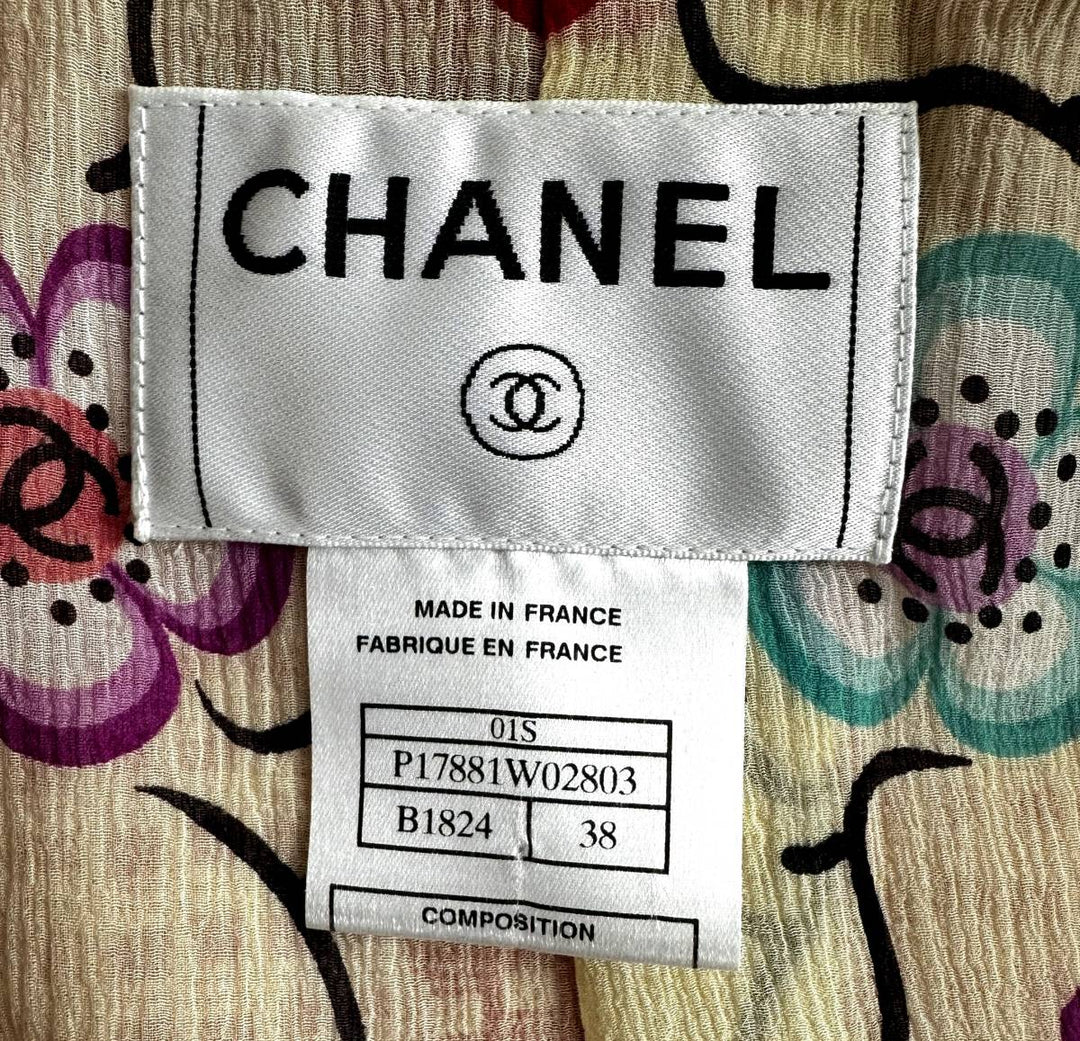 CHANEL
MADE IN FRANCE
FABRIQUE EN FRANCE
01S
P17881W02803
B1824 38
COMPOSITION